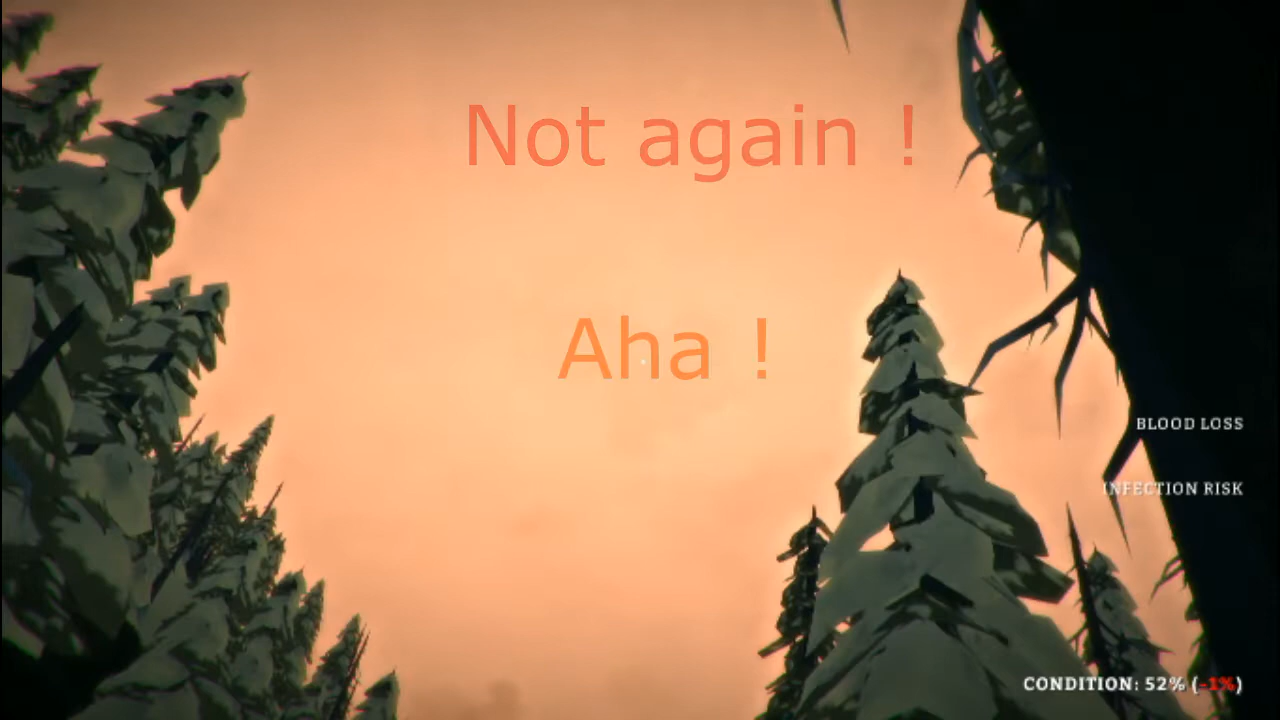 Not again !
Aha !
BLOOD LOSS
INFECTION RISK
CONDITION: 52% (-1%)